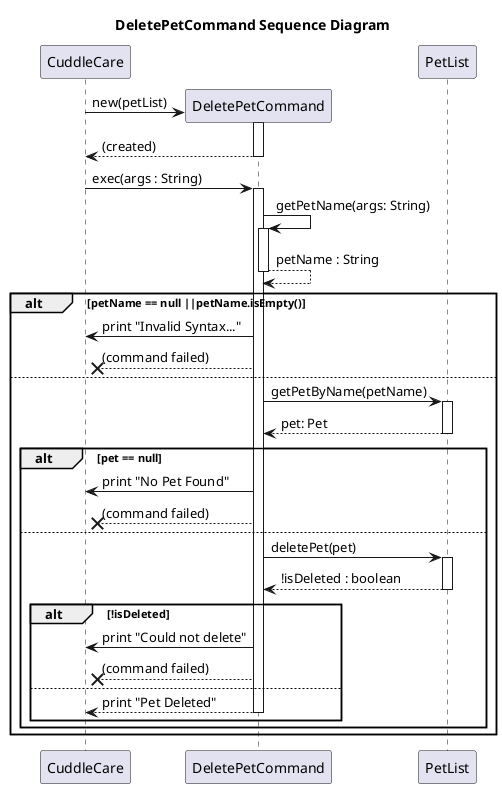 DeletePetCommand Sequence Diagram
CuddleCare
PetList
new(petList)
DeletePetCommand
(created)
exec(args : String)
getPetName(args: String)
petName : String
alt [petName == null ||petName.isEmpty()]
print "Invalid Syntax..."
(command failed)
getPetByName(petName)
pet: Pet
alt [pet == null]
print "No Pet Found"
(command failed)
deletePet(pet)
!isDeleted : boolean
alt [!isDeleted]
print "Could not delete"
(command failed)
print "Pet Deleted"
CuddleCare DeletePetCommand PetList